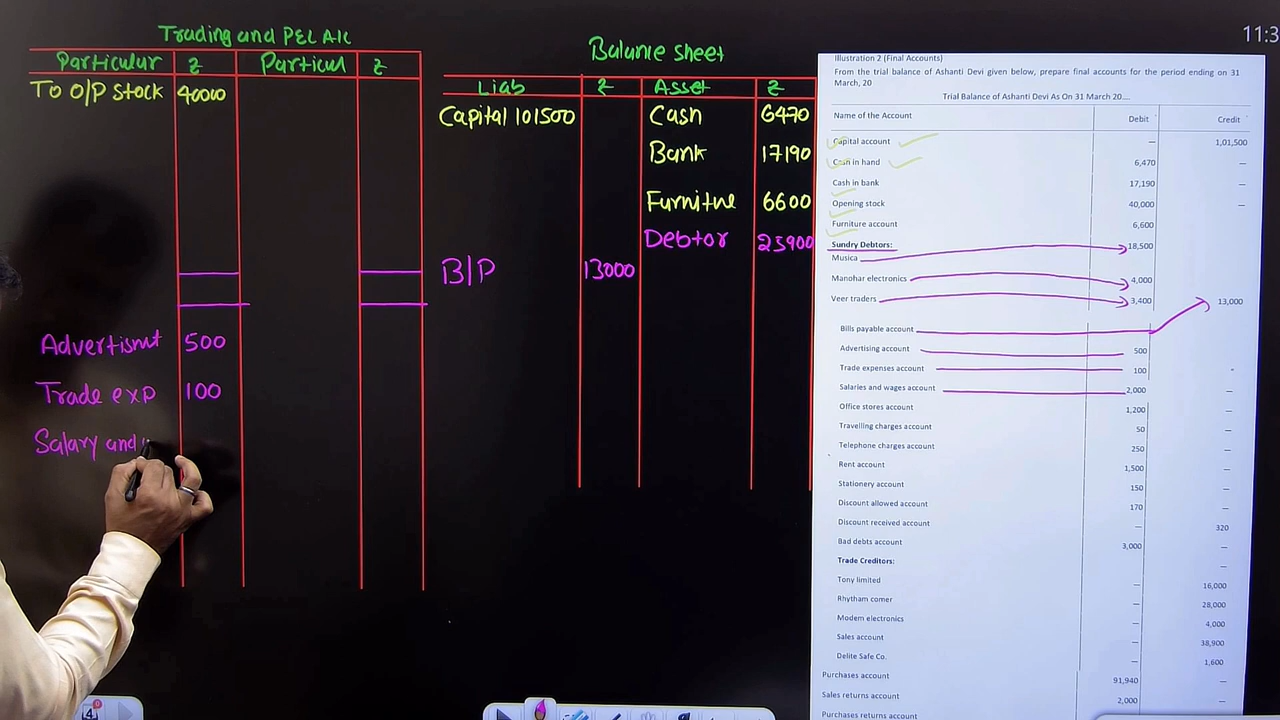 11:3
Trading and P&L A/c
Particular ₹ Particul ₹
To O/P stock 40000
Advertismt 500
Trade exp 100
Salary and
Balance sheet
Liab ₹ Asset ₹
Capital 101500 Cash 6470
Bank 17190
Furnitue 6600
Debtor 25900
B/P 13000
Illustration 2 (Final Accounts)
From the trial balance of Ashanti Devi given below, prepare final accounts for the period ending on 31
March, 20
Trial Balance of Ashanti Devi As On 31 March 20....
Name of the Account Debit Credit
Capital account — 1,01,500
Cash in hand 6,470 —
Cash in bank 17,190 —
Opening stock 40,000 —
Furniture account 6,600
Sundry Debtors: 18,500
Musica
Manohar electronics 4,000
Veer traders 3,400 13,000
Bills payable account
Advertising account 500
Trade expenses account 100 -
Salaries and wages account 2,000 —
Office stores account 1,200 —
Travelling charges account 50 —
Telephone charges account 250 —
Rent account 1,500 —
Stationery account 150 —
Discount allowed account 170 —
Discount received account — 320
Bad debts account 3,000 —
Trade Creditors: —
Tony limited — 16,000
Rhytham comer — 28,000
Modem electronics — 4,000
Sales account — 38,900
Delite Safe Co. — 1,600
Purchases account 91,940 —
Sales returns account 2,000 —
Purchases returns account